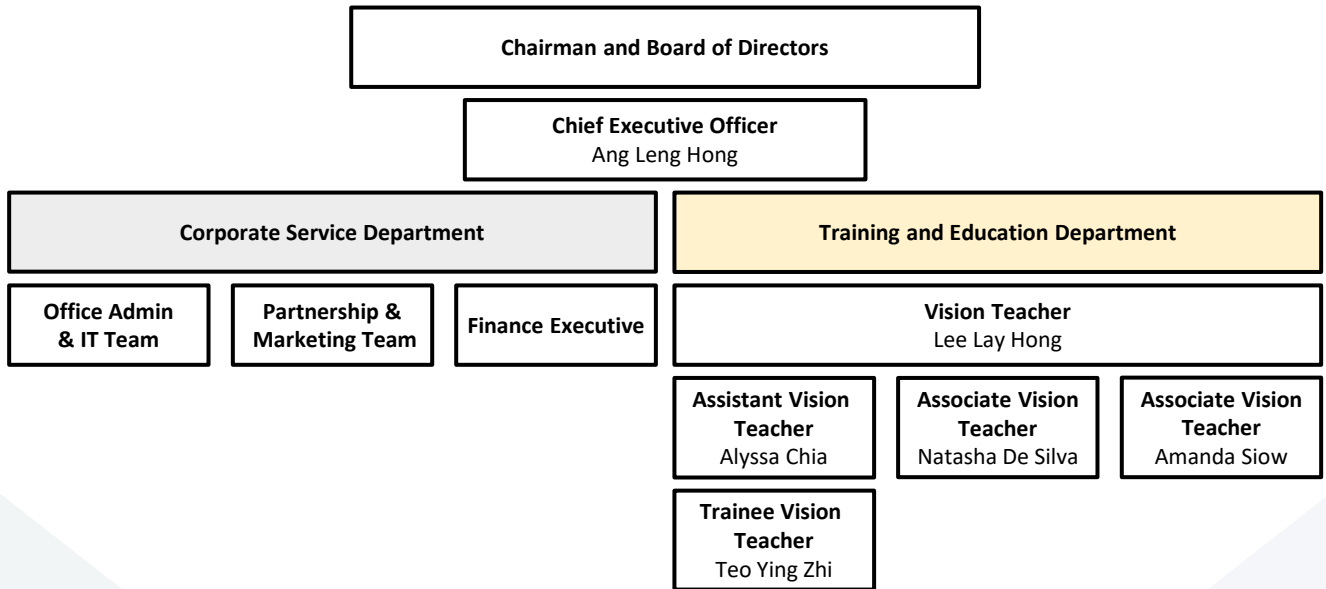 Chairman and Board of Directors
Chief Executive Officer
Ang Leng Hong
Corporate Service Department
Training and Education Department
Office Admin
& IT Team
Partnership &
Marketing Team
Finance Executive
Vision Teacher
Lee Lay Hong
Assistant Vision
Teacher
Alyssa Chia
Associate Vision
Teacher
Natasha De Silva
Associate Vision
Teacher
Amanda Siow
Trainee Vision
Teacher
Teo Ying Zhi